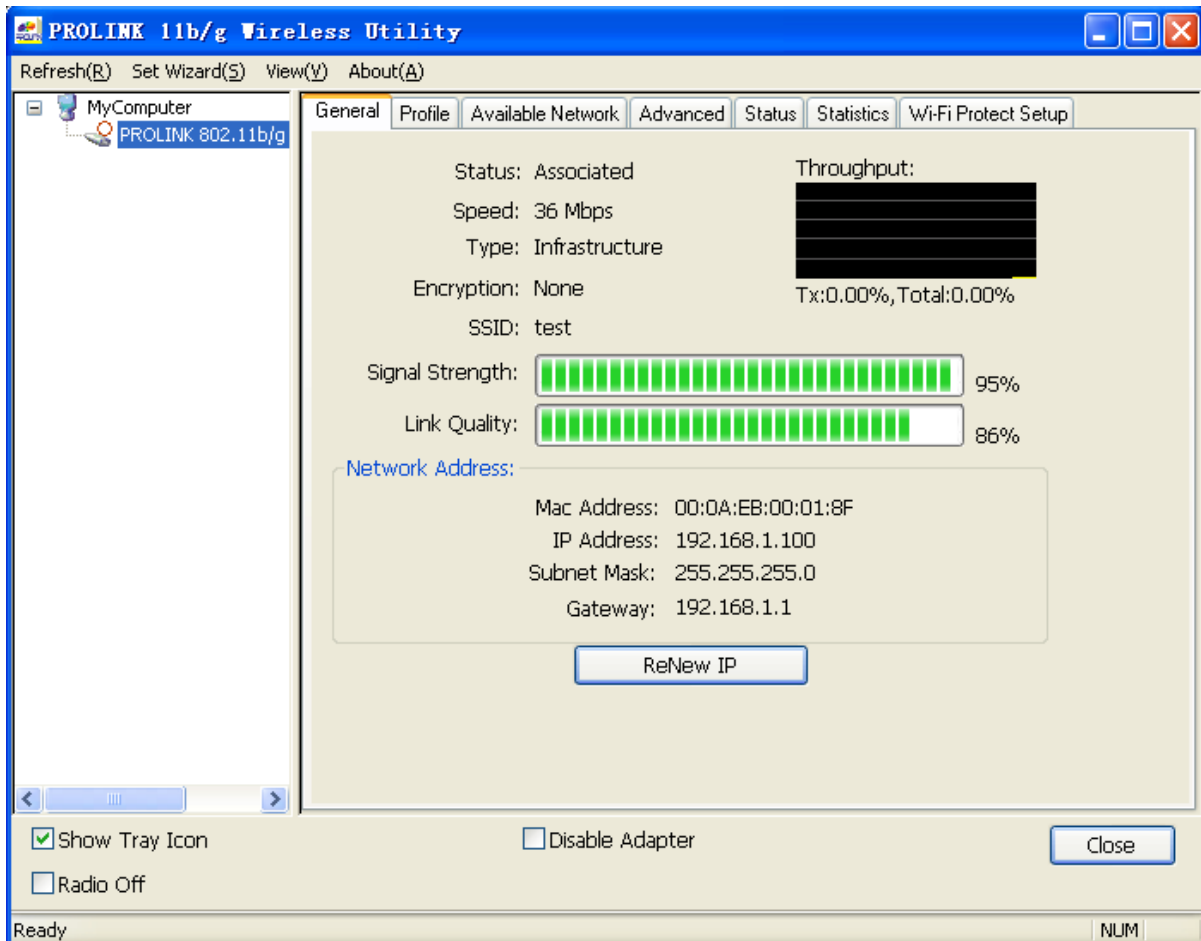 PROLINK 11b/g Wireless Utility
Refresh(R) Set Wizard(S) View(V) About(A)
MyComputer
PROLINK 802.11b/g
General Profile Available Network Advanced Status Statistics Wi-Fi Protect Setup
Status: Associated
Speed: 36 Mbps
Type: Infrastructure
Encryption: None
SSID: test
Throughput:
Tx:0.00%,Total:0.00%
Signal Strength: 95%
Link Quality: 86%
Network Address:
Mac Address: 00:0A:EB:00:01:8F
IP Address: 192.168.1.100
Subnet Mask: 255.255.255.0
Gateway: 192.168.1.1
ReNew IP
Show Tray Icon
Disable Adapter
Close
Radio Off
Ready
NUM